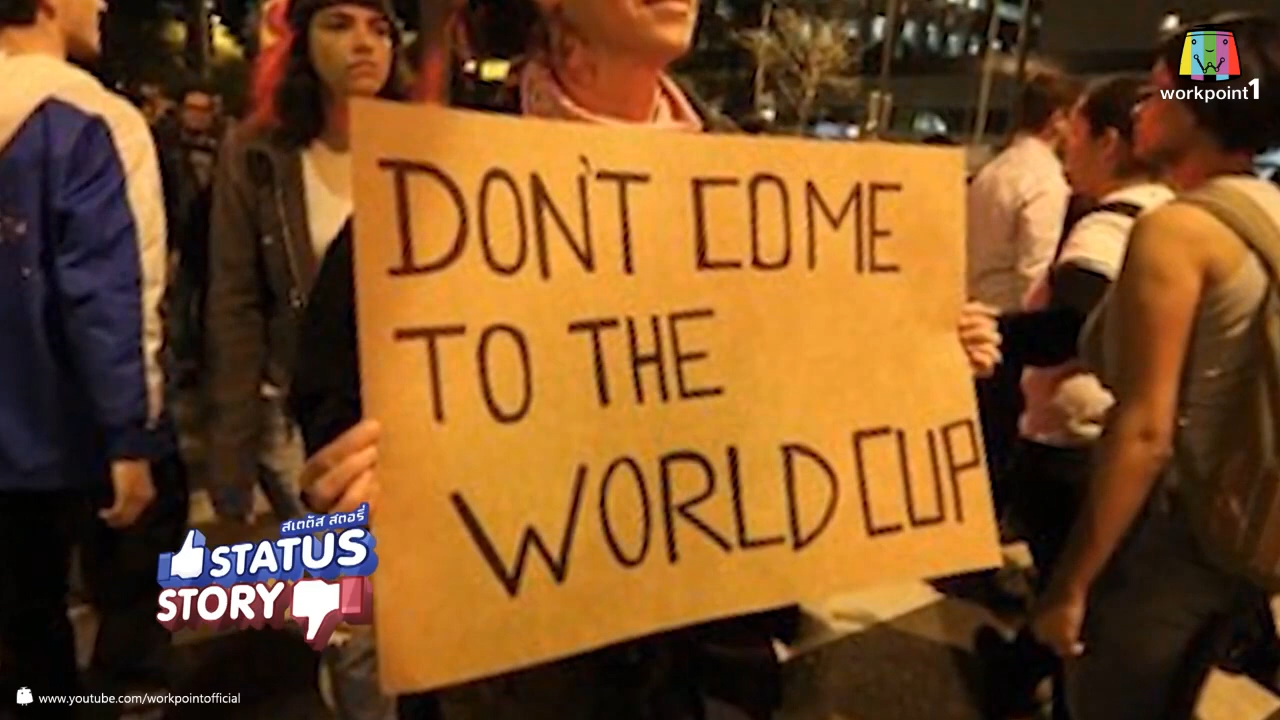 workpoint1
DON'T COME
TO THE
WORLD CUP
สเตตัส สตอรี่
STATUS
STORY
www.youtube.com/workpointofficial